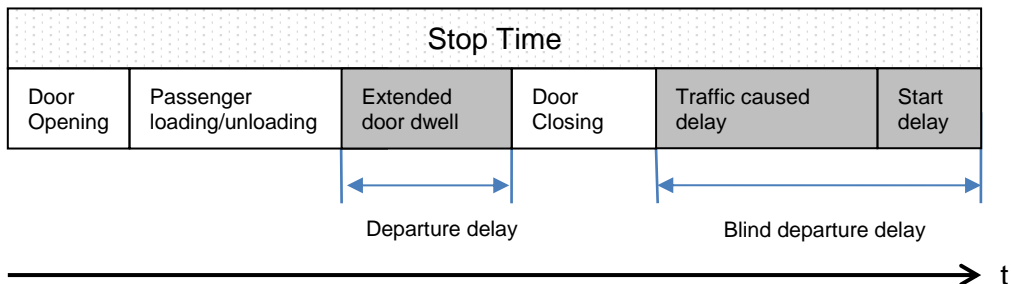 Stop Time
Door
Opening
Passenger
loading/unloading
Extended
door dwell
Door
Closing
Traffic caused
delay
Start
delay
Departure delay
Blind departure delay
t